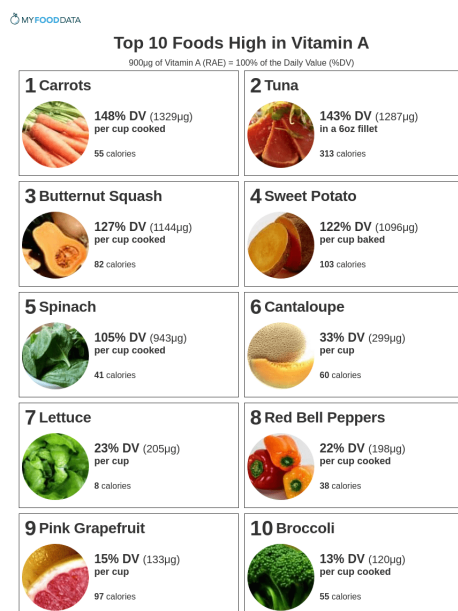 MYFOODDATA
Top 10 Foods High in Vitamin A
900μg of Vitamin A (RAE) = 100% of the Daily Value (%DV)
1 Carrots
148% DV (1329μg)
per cup cooked
55 calories
2 Tuna
143% DV (1287μg)
in a 6oz fillet
313 calories
3 Butternut Squash
127% DV (1144μg)
per cup cooked
82 calories
4 Sweet Potato
122% DV (1096μg)
per cup baked
103 calories
5 Spinach
105% DV (943μg)
per cup cooked
41 calories
6 Cantaloupe
33% DV (299μg)
per cup
60 calories
7 Lettuce
23% DV (205μg)
per cup
8 calories
8 Red Bell Peppers
22% DV (198μg)
per cup cooked
38 calories
9 Pink Grapefruit
15% DV (133μg)
per cup
97 calories
10 Broccoli
13% DV (120μg)
per cup cooked
55 calories